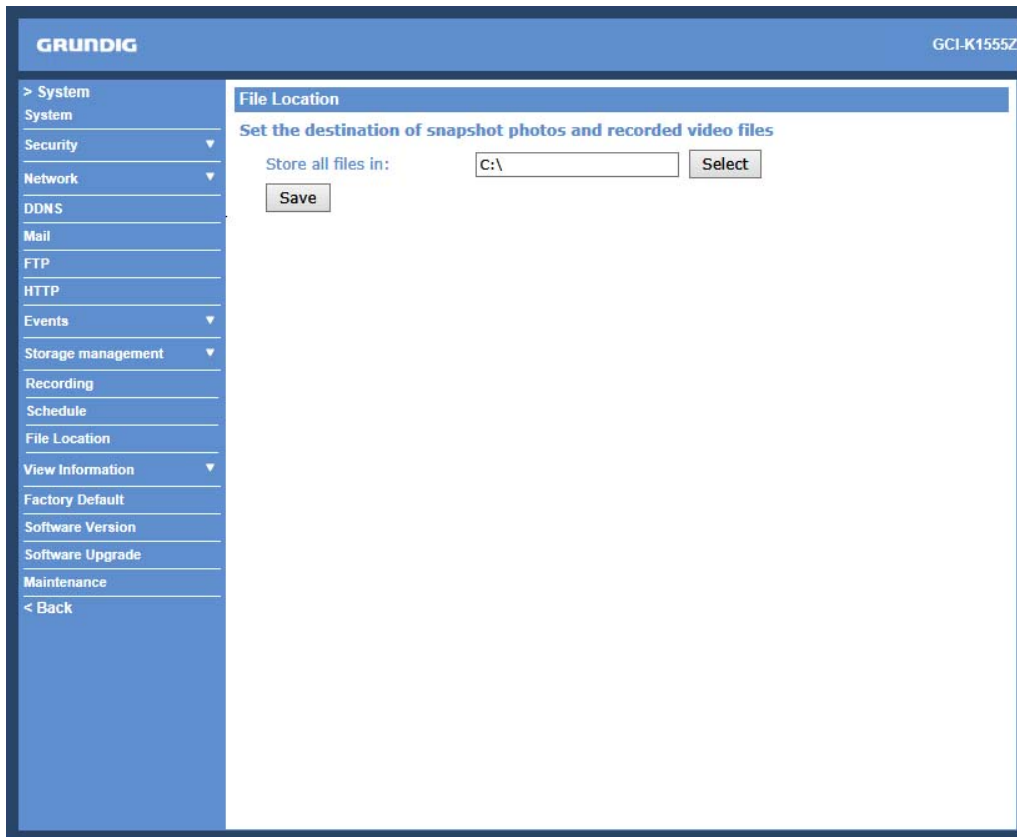 GRUNDIG
GCI-K1555Z
> System
System
Security
Network
DDNS
Mail
FTP
HTTP
Events
Storage management
Recording
Schedule
File Location
View Information
Factory Default
Software Version
Software Upgrade
Maintenance
< Back
File Location
Set the destination of snapshot photos and recorded video files
Store all files in: C:\ Select
Save